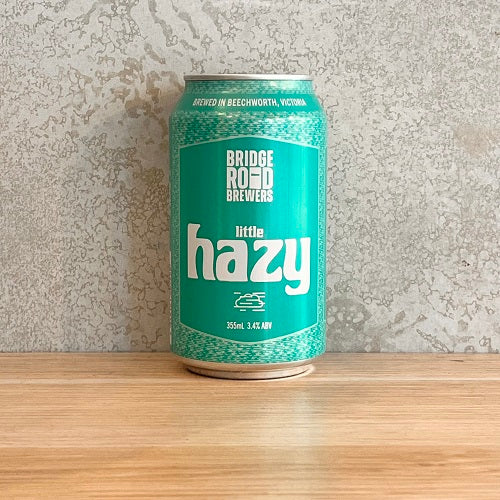 BREWED IN BEECHWORTH, VICTORIA
BRIDGE
ROAD
BREWERS
little
hazy
355mL 3.4% ABV